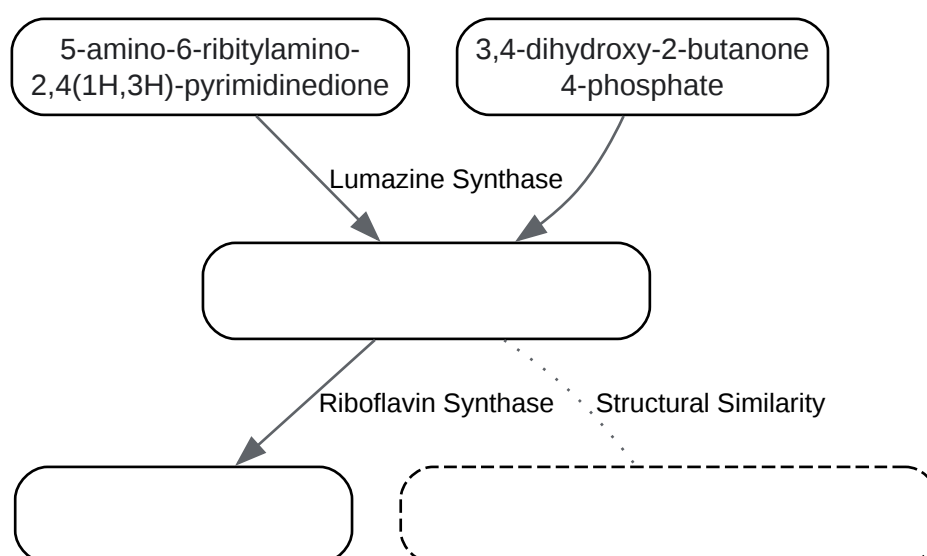 5-amino-6-ribitylamino-
2,4(1H,3H)-pyrimidinedione
3,4-dihydroxy-2-butanone
4-phosphate
Lumazine Synthase
Riboflavin Synthase
Structural Similarity